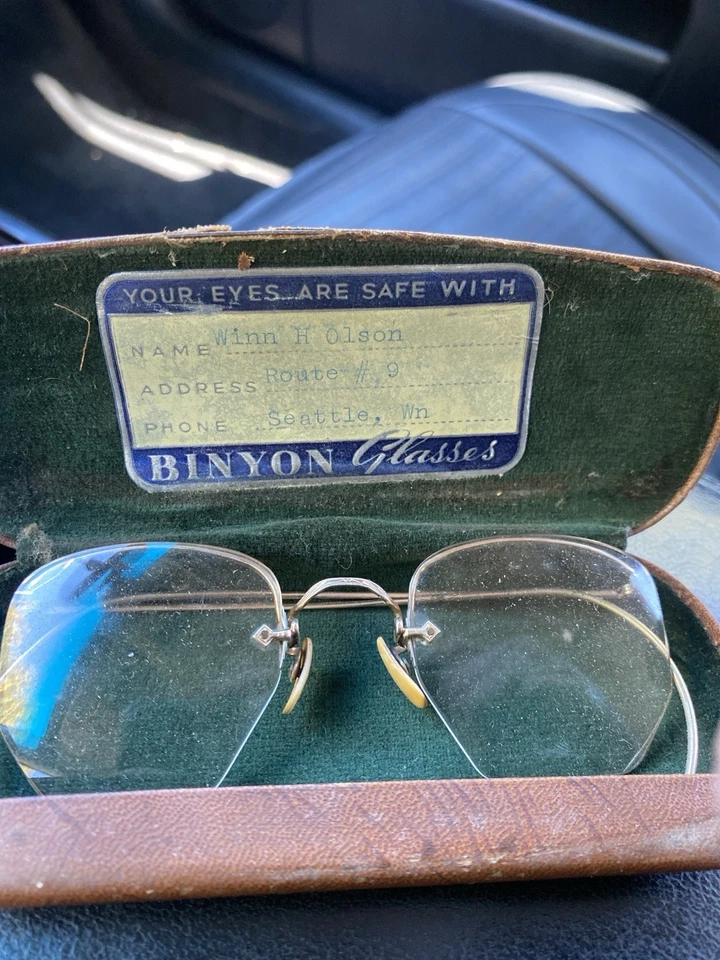 YOUR EYES ARE SAFE WITH
NAME Winn H Olson
ADDRESS Route # 9
PHONE Seattle, Wn
BINYON Glasses